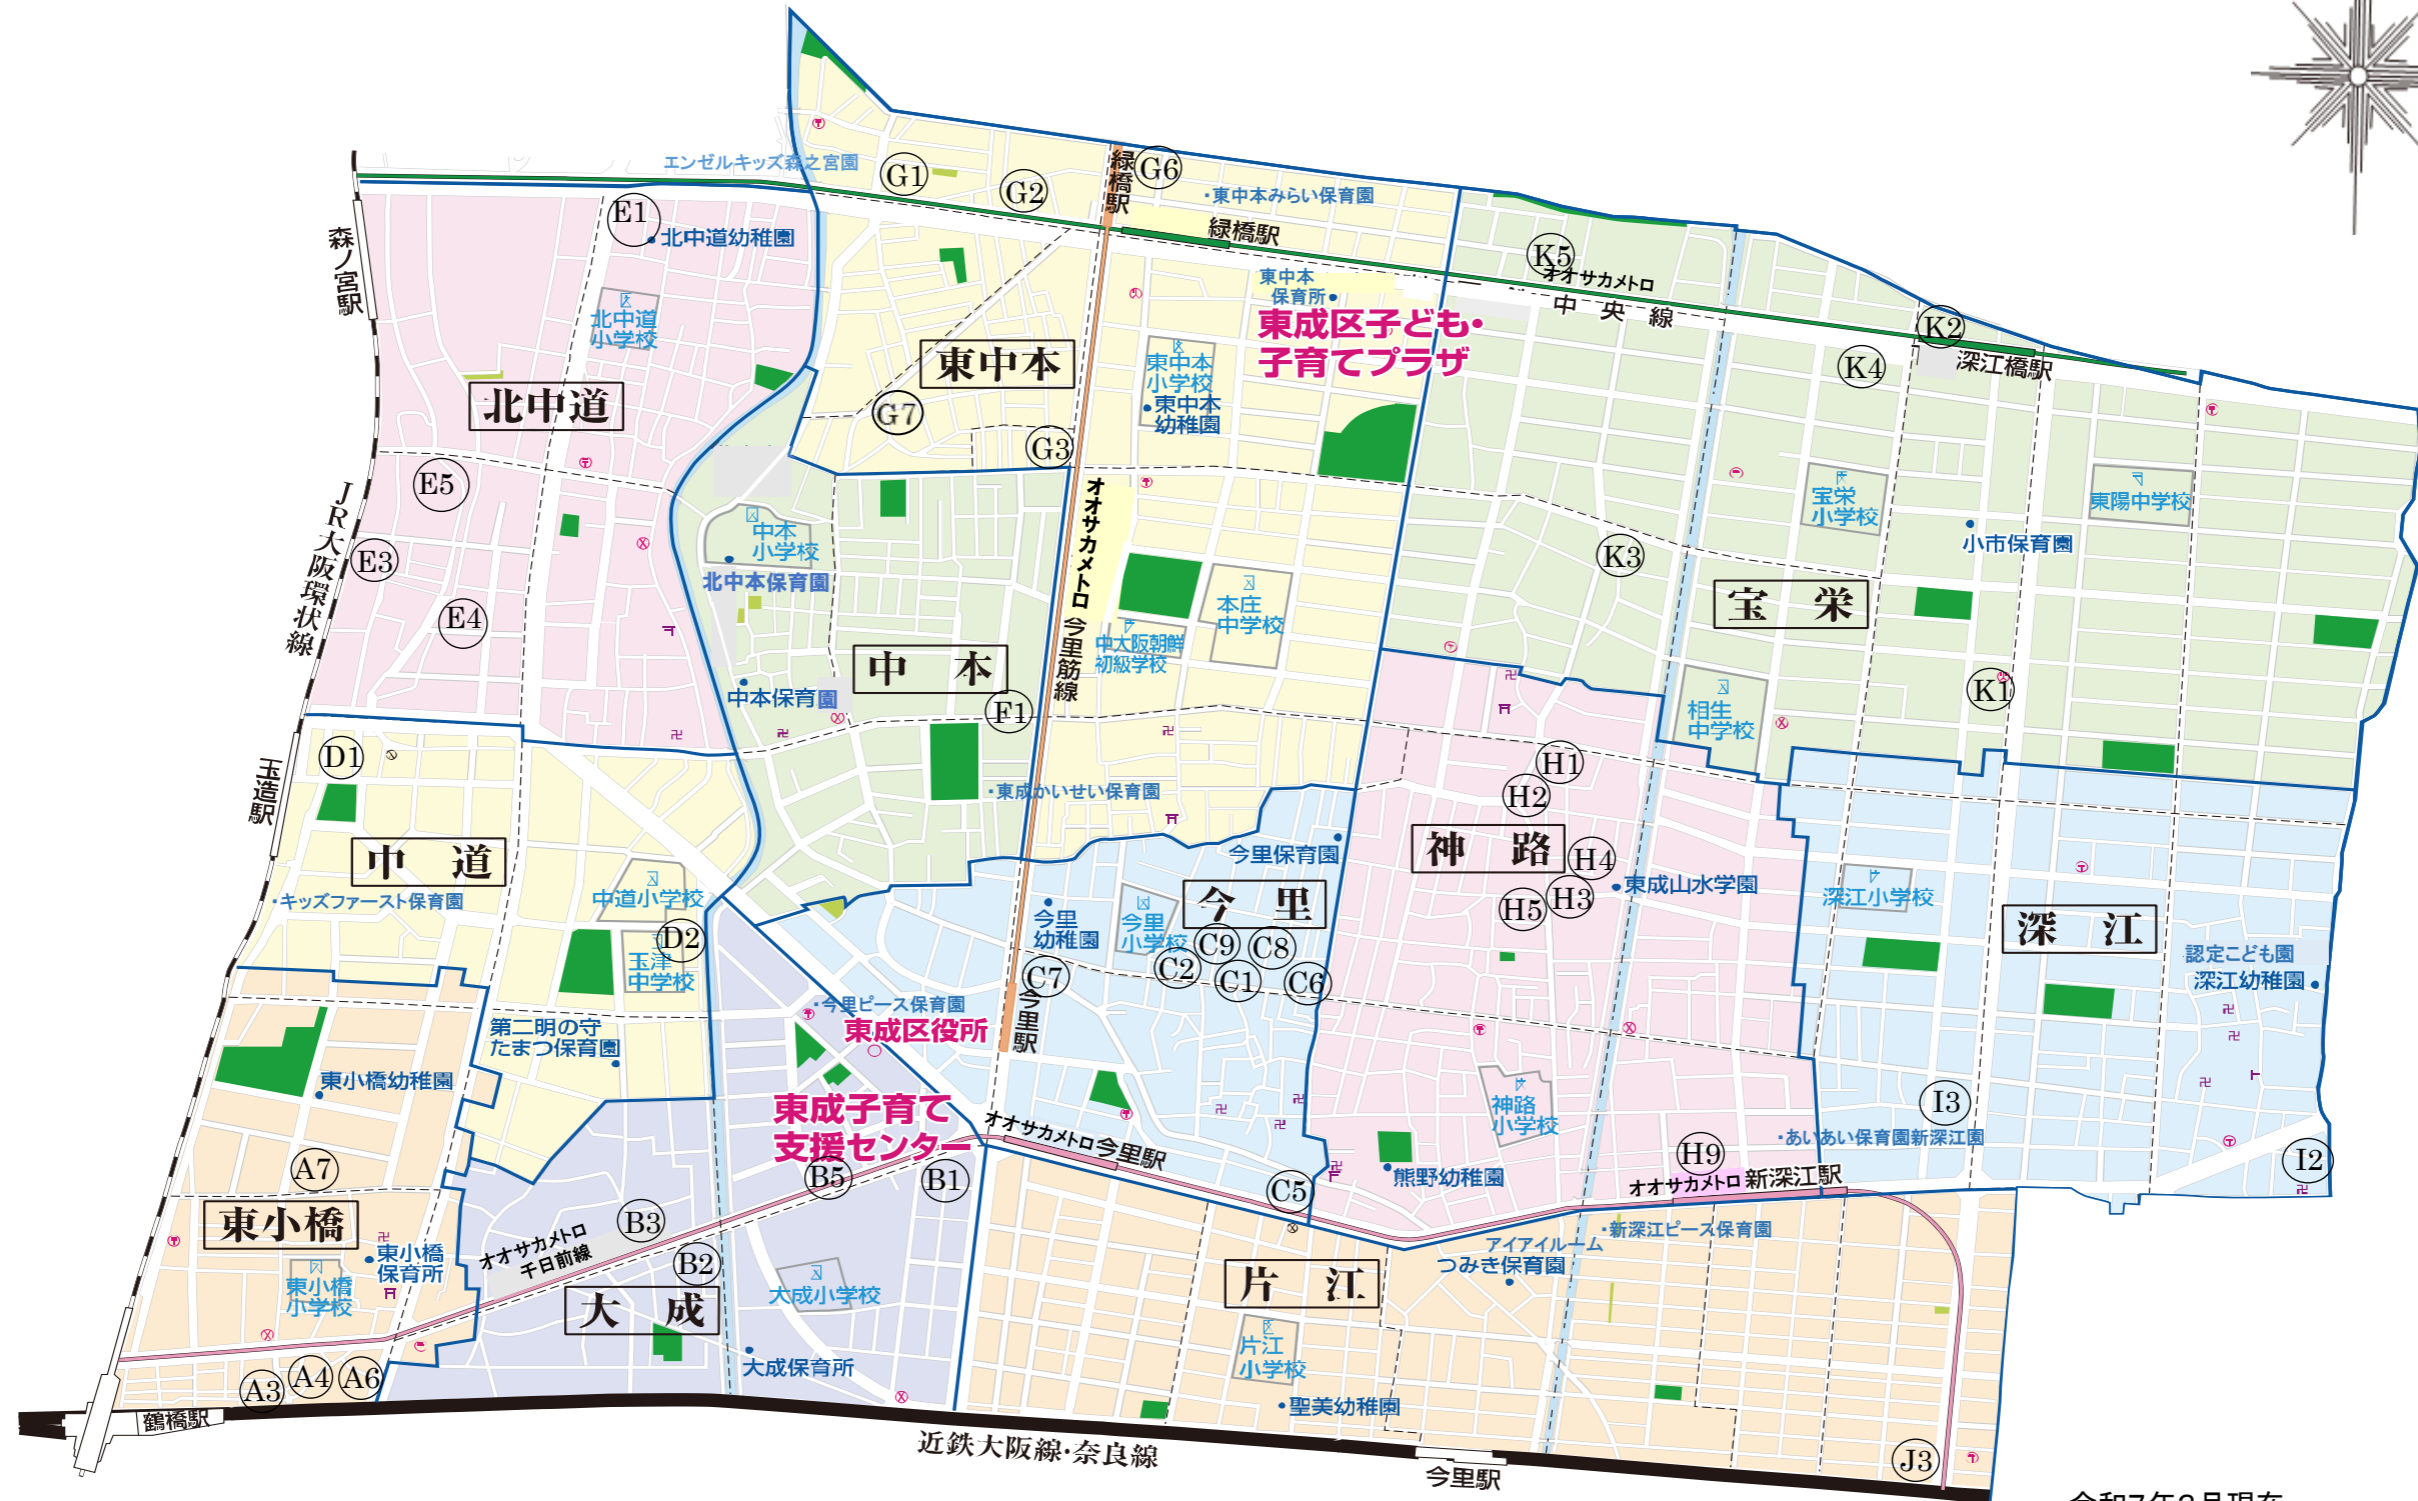 エンゼルキッズ森之宮園
G1
G2
緑橋駅
G6
・東中本みらい保育園
緑橋駅
E1
北中道幼稚園
森ノ宮駅
K5
オオサカメトロ
中央線
東中本
保育所
東成区子ども・
子育てプラザ
北中道
小学校
東中本
東中本
小学校
東中本
幼稚園
K2
深江橋駅
K4
北中道
G7
G3
E5
JR大阪環状線
オオサカメトロ
今里筋線
中本
小学校
北中本保育園
宝栄
小学校
東陽中学校
小市保育園
E3
K3
E4
本庄
中学校
中大阪朝鮮
初級学校
宝 栄
中 本
中本保育園
F1
相生
中学校
K1
D1
玉造駅
・東成かいせい保育園
H1
H2
中 道
今里保育園
神 路
H4
H3
H5
東成山水学園
中道小学校
・キッズファースト保育園
今 里
今里
幼稚園
今里
小学校
深江小学校
深 江
D2
玉津
中学校
C9
C8
C2
C1
C6
C7
今里駅
認定こども園
深江幼稚園
第二明の守
たまつ保育園
・今里ピース保育園
東成区役所
東小橋幼稚園
東成子育て
支援センター
オオサカメトロ 今里駅
神路
小学校
I3
・あいあい保育園新深江園
A7
B5
B1
C5
熊野幼稚園
H9
オオサカメトロ 新深江駅
I2
東小橋
B3
オオサカメトロ
千日前線
B2
東小橋
保育所
東小橋
小学校
大 成
大成小学校
片 江
アイアイルーム
つみき保育園
・新深江ピース保育園
大成保育所
片江
小学校
聖美幼稚園
A3
A4
A6
鶴橋駅
近鉄大阪線・奈良線
今里駅
J3
令和7年3月現在